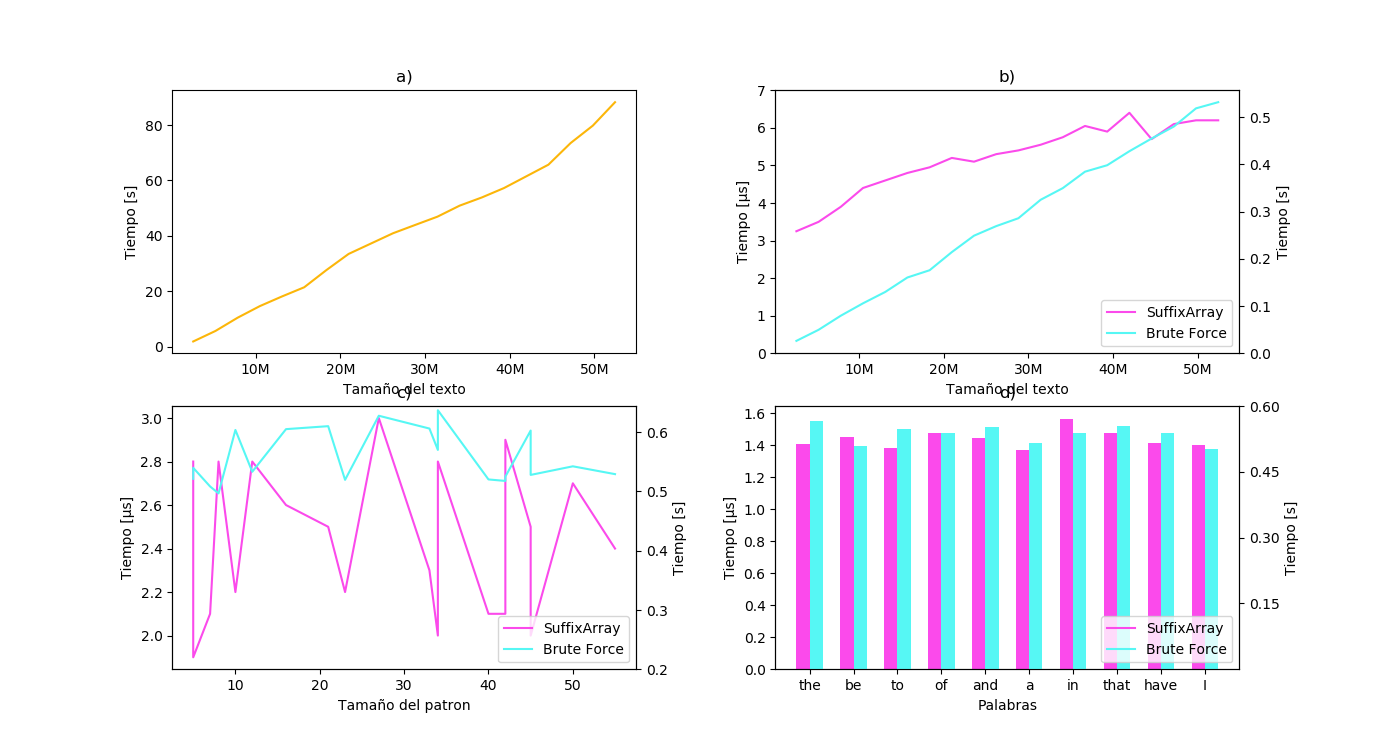 a)
Tiempo [s]
80
60
40
20
0
10M 20M 30M 40M 50M
Tamaño del texto
b)
Tiempo [µs]
7
6
5
4
3
2
1
0
0.5
0.4
0.3
0.2
0.1
0.0
Tiempo [s]
SuffixArray
Brute Force
10M 20M 30M 40M 50M
Tamaño del texto
c)
Tiempo [µs]
3.0
2.8
2.6
2.4
2.2
2.0
0.6
0.5
0.4
0.3
0.2
Tiempo [s]
SuffixArray
Brute Force
10 20 30 40 50
Tamaño del patron
d)
Tiempo [µs]
1.6
1.4
1.2
1.0
0.8
0.6
0.4
0.2
0.0
0.60
0.45
0.30
0.15
Tiempo [s]
SuffixArray
Brute Force
the be to of and a in that have I
Palabras